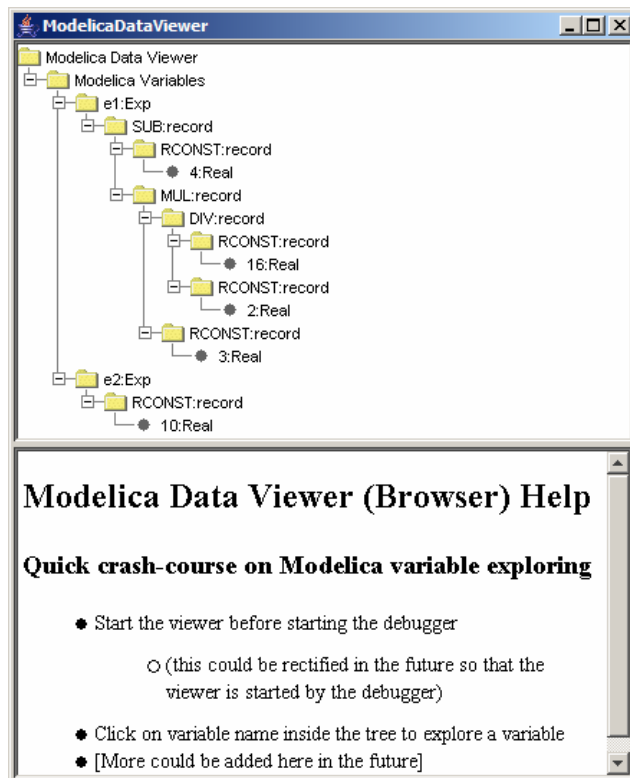 ModelicaDataViewer
Modelica Data Viewer
Modelica Variables
e1:Exp
SUB:record
RCONST:record
4:Real
MUL:record
DIV:record
RCONST:record
16:Real
RCONST:record
2:Real
RCONST:record
3:Real
e2:Exp
RCONST:record
10:Real
Modelica Data Viewer (Browser) Help
Quick crash-course on Modelica variable exploring
Start the viewer before starting the debugger
(this could be rectified in the future so that the
viewer is started by the debugger)
Click on variable name inside the tree to explore a variable
[More could be added here in the future]